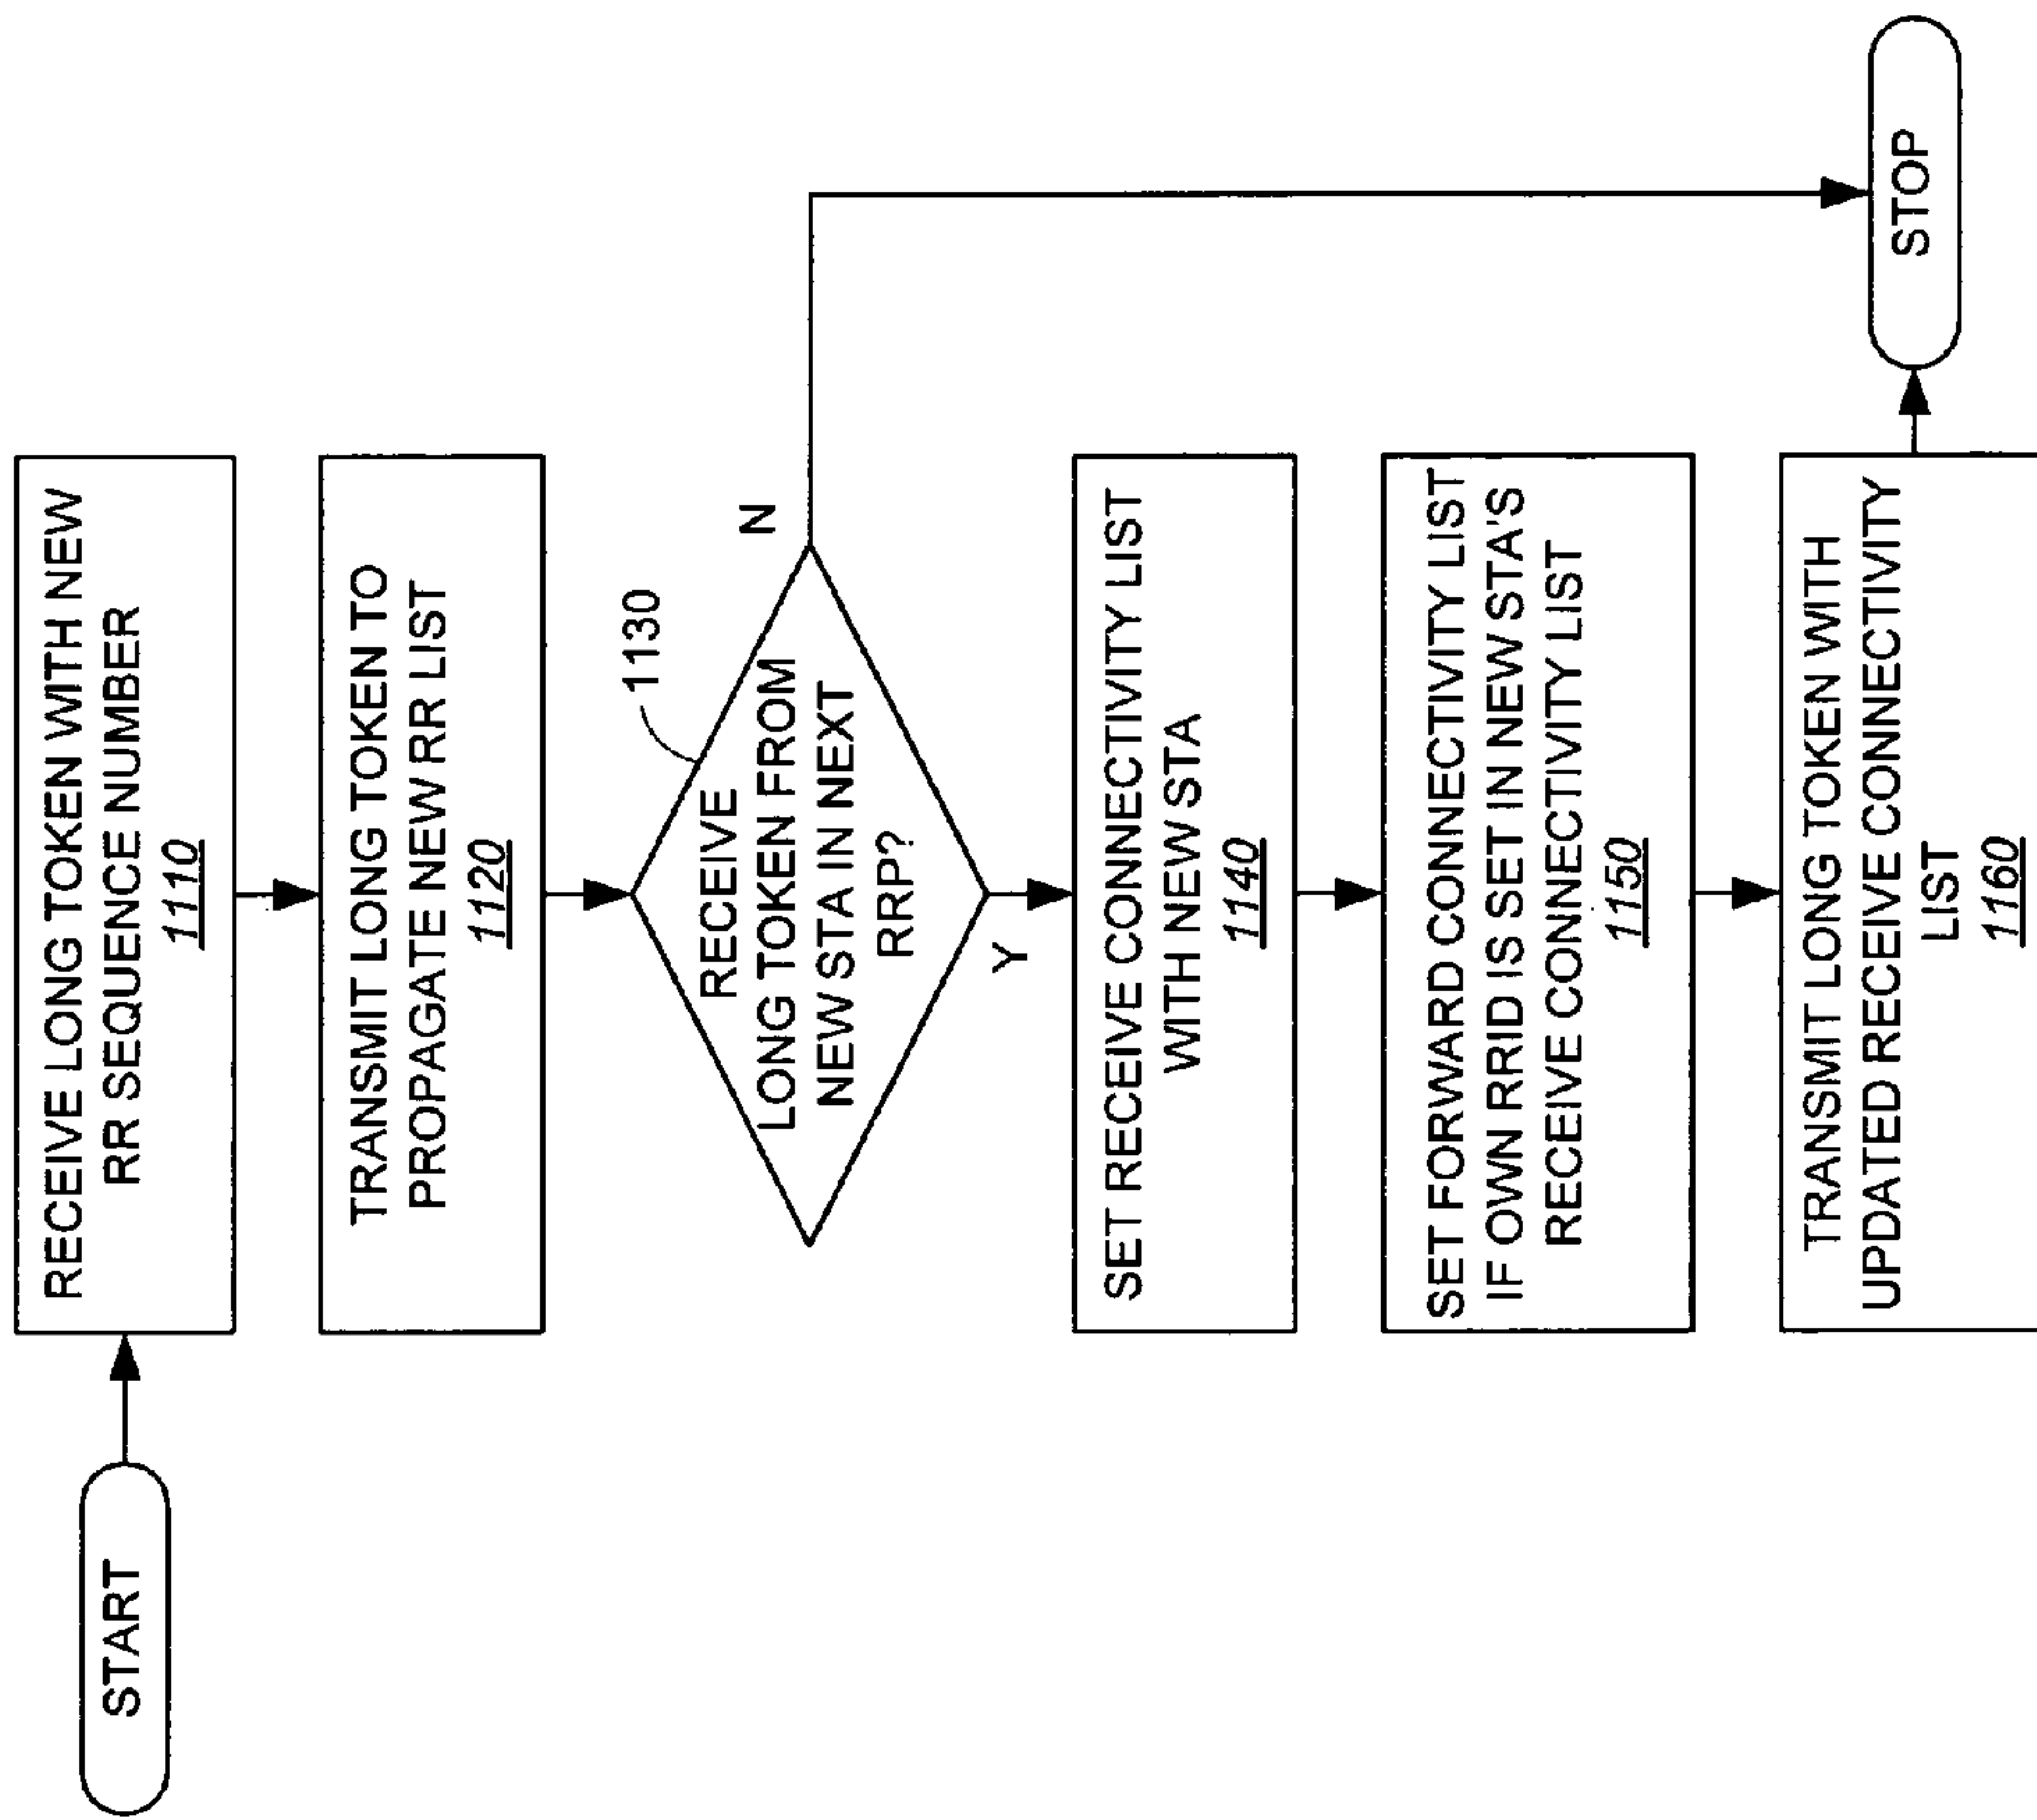 START
RECEIVE LONG TOKEN WITH NEW
RR SEQUENCE NUMBER
1110
TRANSMIT LONG TOKEN TO
PROPAGATE NEW RR LIST
1120
1130
RECEIVE
LONG TOKEN FROM
NEW STA IN NEXT
RRP?
N
Y
SET RECEIVE CONNECTIVITY LIST
WITH NEW STA
1140
SET FORWARD CONNECTIVITY LIST
IF OWN RRID IS SET IN NEW STA'S
RECEIVE CONNECTIVITY LIST
1150
TRANSMIT LONG TOKEN WITH
UPDATED RECEIVE CONNECTIVITY
LIST
1160
STOP